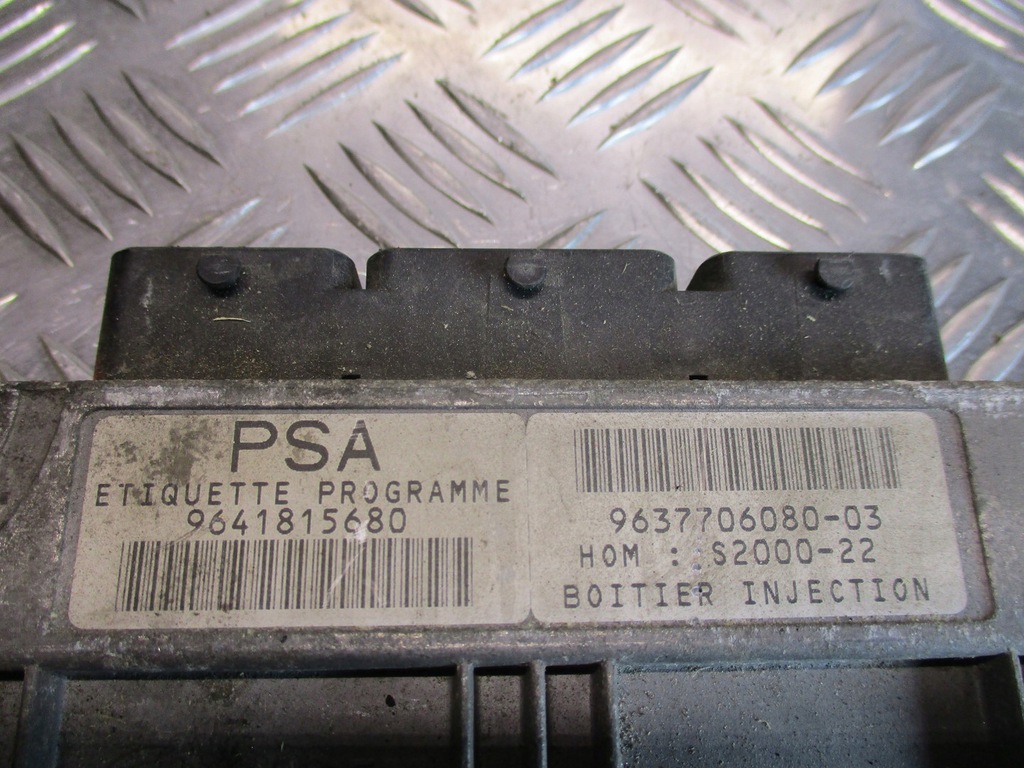 PSA
ETIQUETTE PROGRAMME
9641815680
9637706080-03
HOM : S2000-22
BOITIER INJECTION